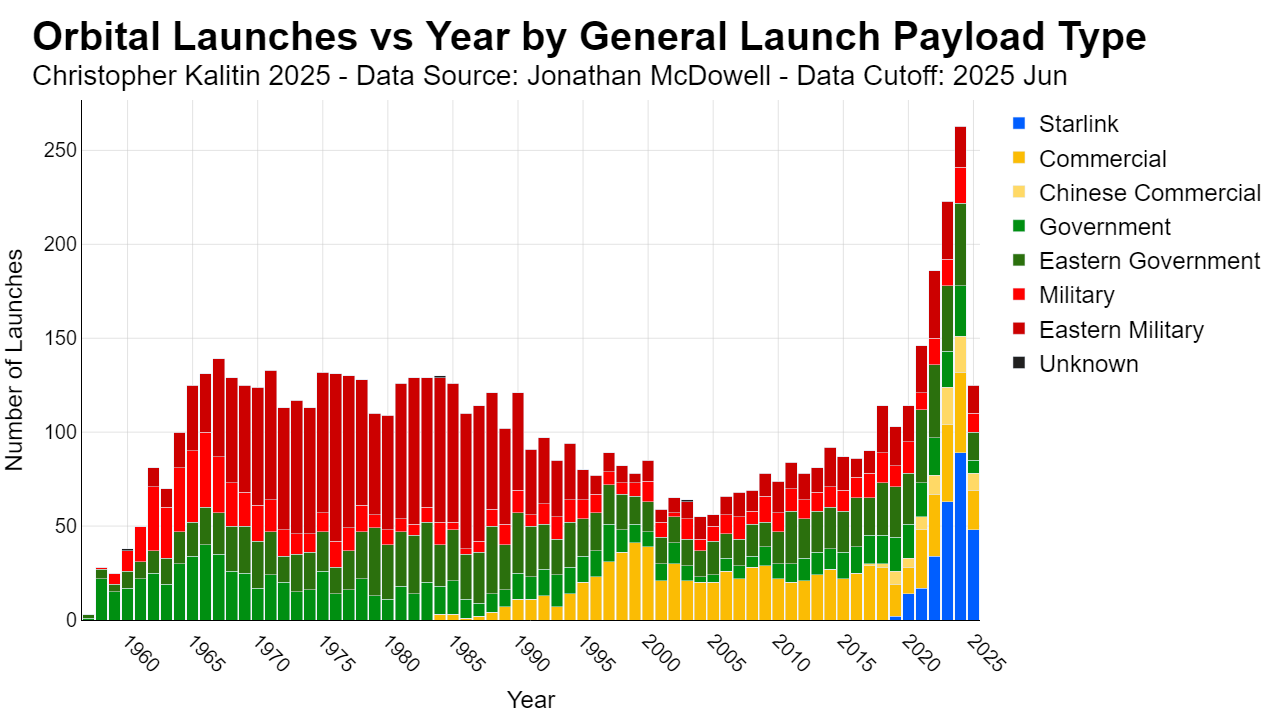 Orbital Launches vs Year by General Launch Payload Type
Christopher Kalitin 2025 - Data Source: Jonathan McDowell - Data Cutoff: 2025 Jun
Number of Launches
250
200
150
100
50
0
1960
1965
1970
1975
1980
1985
1990
1995
2000
2005
2010
2015
2020
2025
Year
Starlink
Commercial
Chinese Commercial
Government
Eastern Government
Military
Eastern Military
Unknown